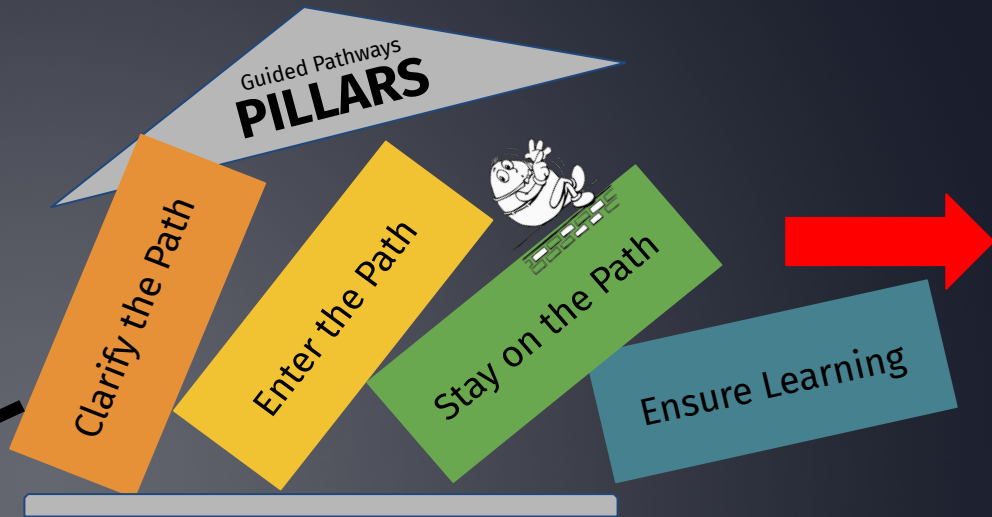 Guided Pathways
PILLARS
Clarify the Path
Enter the Path
Stay on the Path
Ensure Learning